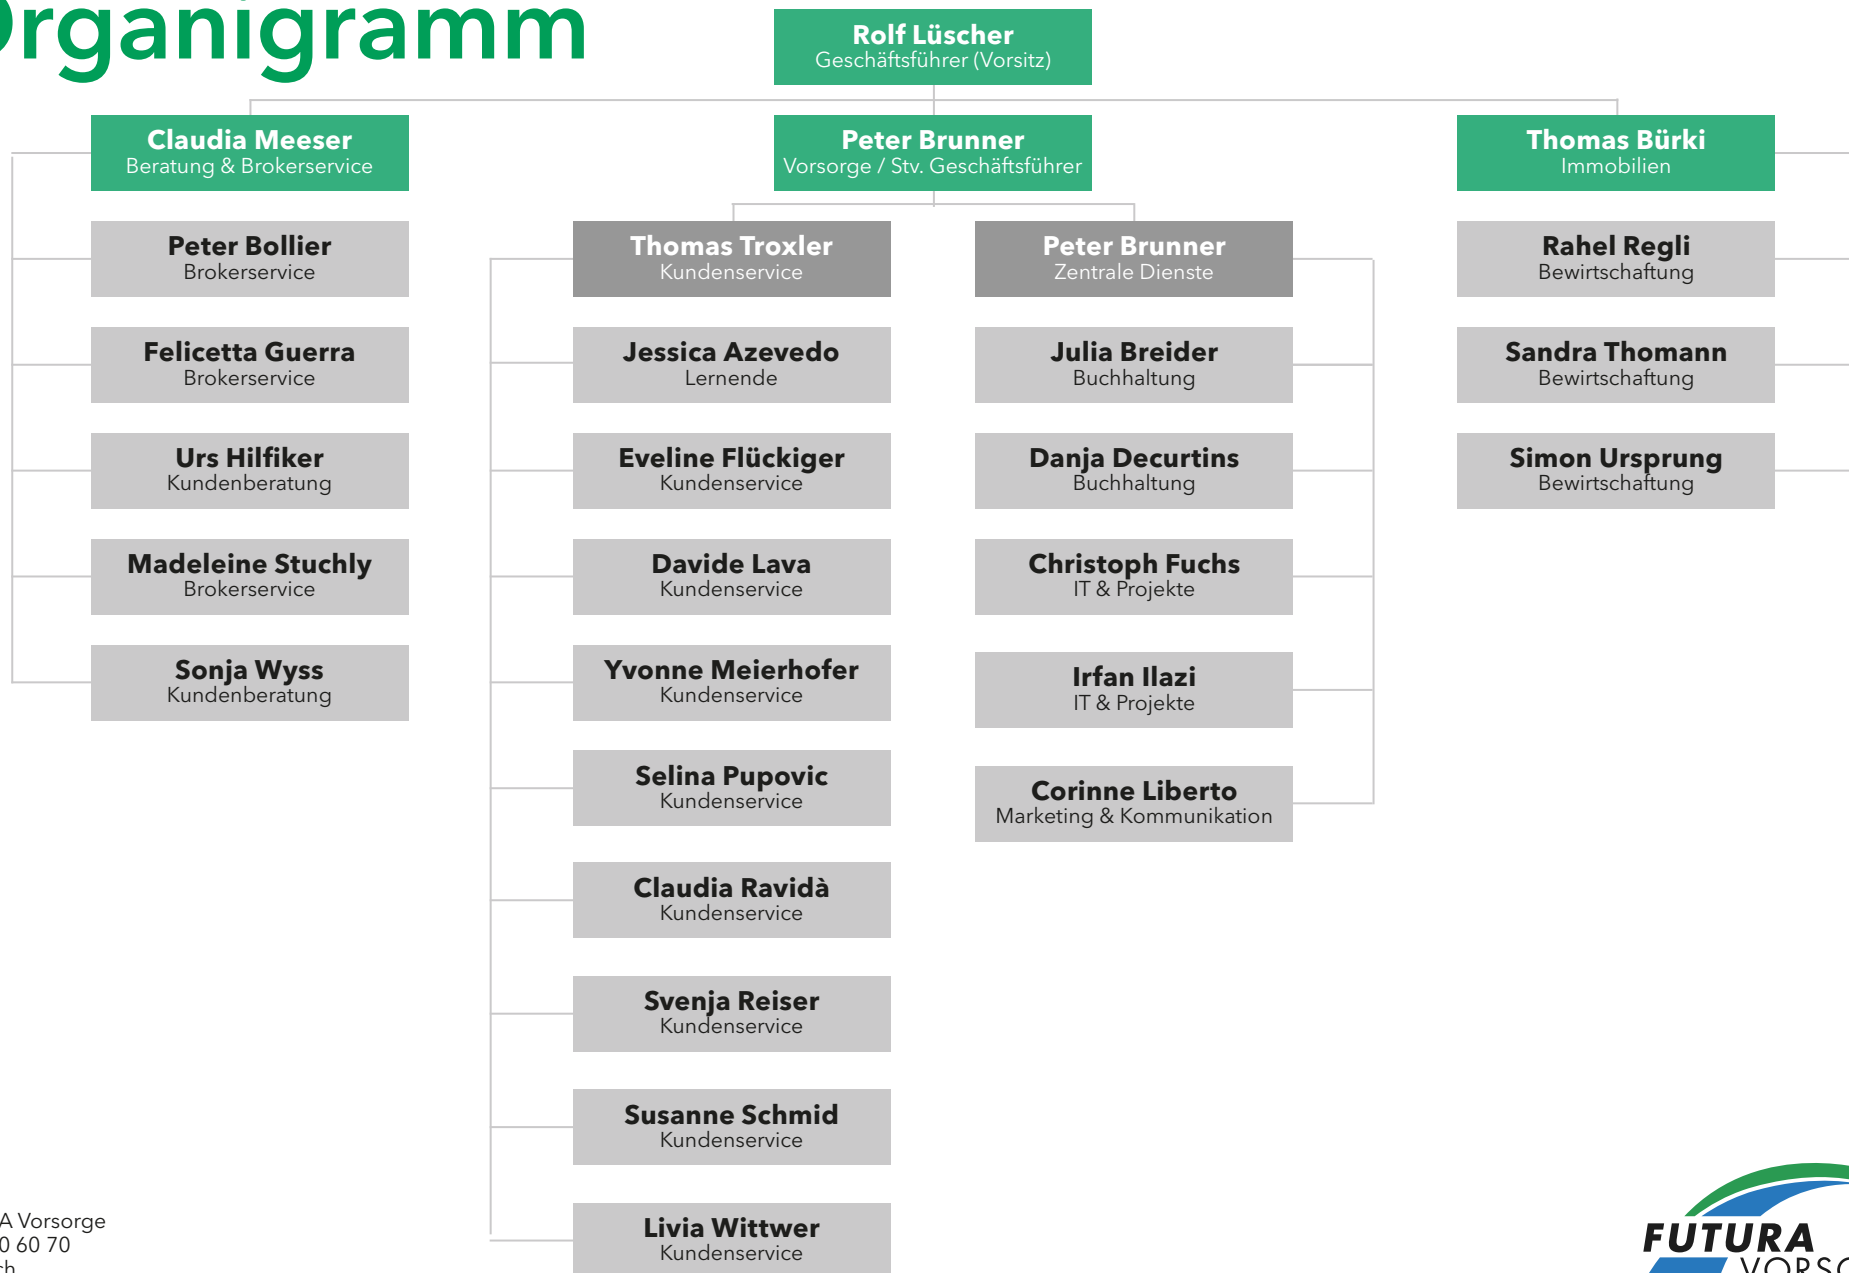 Organigramm
Rolf Lüscher
Geschäftsführer (Vorsitz)
Claudia Meeser
Beratung & Brokerservice
Peter Brunner
Vorsorge / Stv. Geschäftsführer
Thomas Bürki
Immobilien
Peter Bollier
Brokerservice
Felicetta Guerra
Brokerservice
Urs Hilfiker
Kundenberatung
Madeleine Stuchly
Brokerservice
Sonja Wyss
Kundenberatung
Thomas Troxler
Kundenservice
Jessica Azevedo
Lernende
Eveline Flückiger
Kundenservice
Davide Lava
Kundenservice
Yvonne Meierhofer
Kundenservice
Selina Pupovic
Kundenservice
Claudia Ravidà
Kundenservice
Svenja Reiser
Kundenservice
Susanne Schmid
Kundenservice
Livia Wittwer
Kundenservice
Peter Brunner
Zentrale Dienste
Julia Breider
Buchhaltung
Danja Decurtins
Buchhaltung
Christoph Fuchs
IT & Projekte
Irfan Ilazi
IT & Projekte
Corinne Liberto
Marketing & Kommunikation
Rahel Regli
Bewirtschaftung
Sandra Thomann
Bewirtschaftung
Simon Ursprung
Bewirtschaftung
A Vorsorge
0 60 70
ch
FUTURA